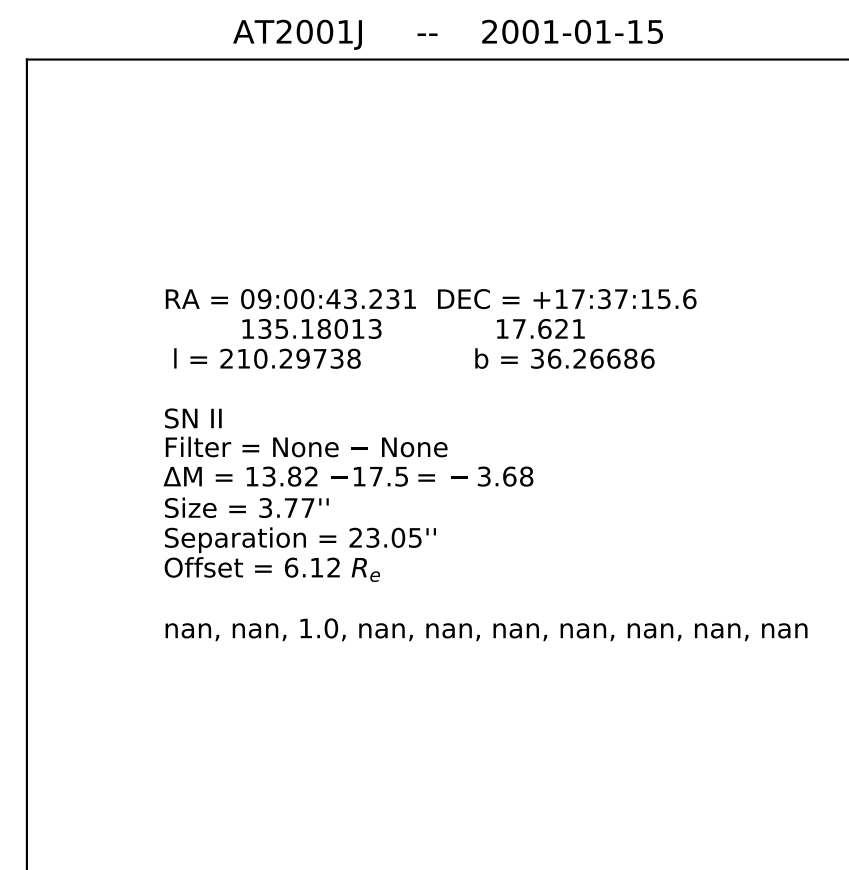 AT2001J -- 2001-01-15
RA = 09:00:43.231 DEC = +17:37:15.6
135.18013 17.621
l = 210.29738 b = 36.26686
SN II
Filter = None − None
ΔM = 13.82 −17.5 = − 3.68
Size = 3.77''
Separation = 23.05''
Offset = 6.12 Re
nan, nan, 1.0, nan, nan, nan, nan, nan, nan, nan